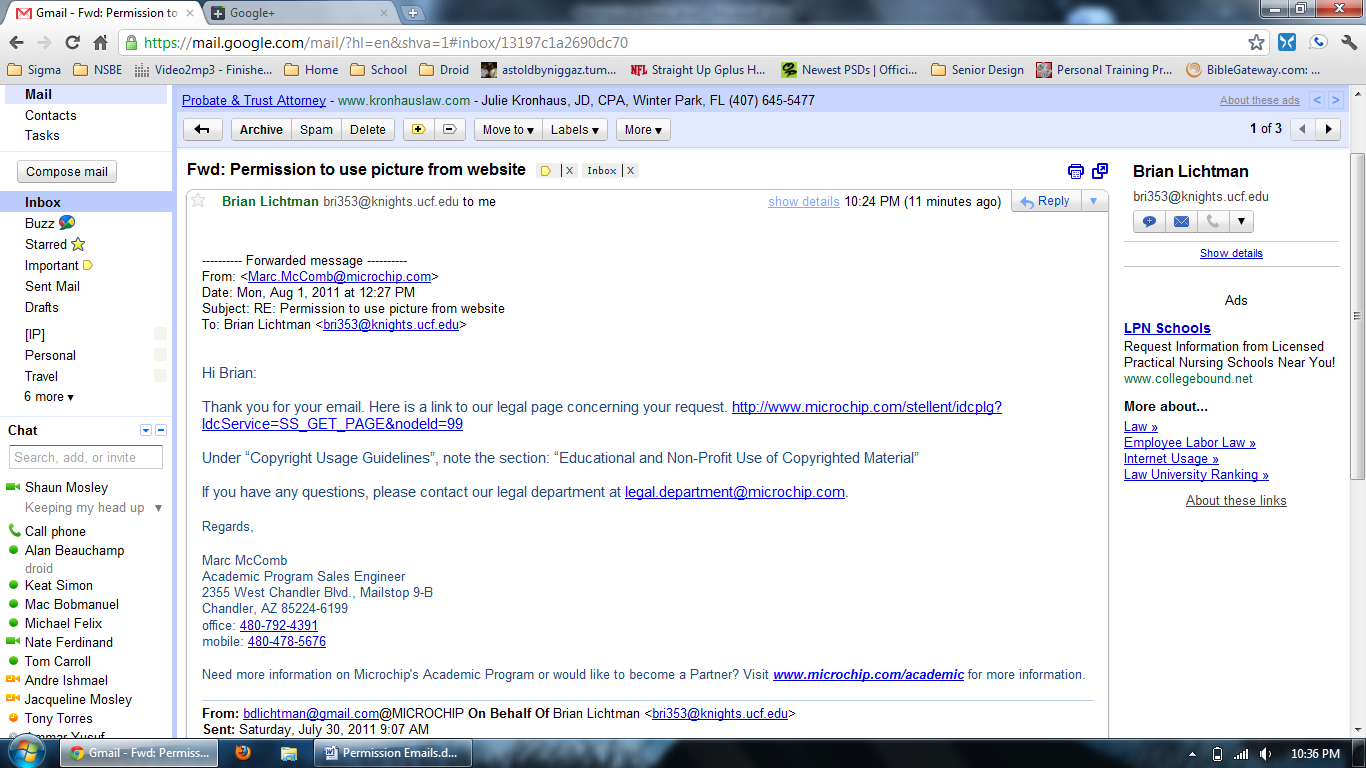 Gmail - Fwd: Permission to
Google+
https://mail.google.com/mail/?hl=en&shva=1#inbox/13197c1a2690dc70
Sigma NSBE Video2mp3 - Finishe... Home School Droid astoldbyniggaz.tum... Straight Up Gplus H... Newest PSDs | Offici... Senior Design Personal Training Pr... BibleGateway.com: ...
Mail
Contacts
Tasks
Compose mail
Inbox
Buzz
Starred
Important
Sent Mail
Drafts
[IP]
Personal
Travel
6 more ▾
Chat
Search, add, or invite
Shaun Mosley
Keeping my head up
Call phone
Alan Beauchamp
droid
Keat Simon
Mac Bobmanuel
Michael Felix
Nate Ferdinand
Tom Carroll
Andre Ishmael
Jacqueline Mosley
Tony Torres
Ammar Yusuf
Probate & Trust Attorney - www.kronhauslaw.com - Julie Kronhaus, JD, CPA, Winter Park, FL (407) 645-5477
About these ads < >
Archive Spam Delete Move to ▾ Labels ▾ More ▾
1 of 3
Fwd: Permission to use picture from website | X Inbox | X
Brian Lichtman bri353@knights.ucf.edu to me
show details 10:24 PM (11 minutes ago) Reply
---------- Forwarded message ----------
From: <Marc.McComb@microchip.com>
Date: Mon, Aug 1, 2011 at 12:27 PM
Subject: RE: Permission to use picture from website
To: Brian Lichtman <bri353@knights.ucf.edu>
Hi Brian:
Thank you for your email. Here is a link to our legal page concerning your request. http://www.microchip.com/stellent/idcplg?
IdcService=SS_GET_PAGE&nodeId=99
Under “Copyright Usage Guidelines”, note the section: “Educational and Non-Profit Use of Copyrighted Material”
If you have any questions, please contact our legal department at legal.department@microchip.com.
Regards,
Marc McComb
Academic Program Sales Engineer
2355 West Chandler Blvd., Mailstop 9-B
Chandler, AZ 85224-6199
office: 480-792-4391
mobile: 480-478-5676
Need more information on Microchip's Academic Program or would like to become a Partner? Visit www.microchip.com/academic for more information.
From: bdlichtman@gmail.com@MICROCHIP On Behalf Of Brian Lichtman <bri353@knights.ucf.edu>
Sent: Saturday, July 30, 2011 9:07 AM
Brian Lichtman
bri353@knights.ucf.edu
Show details
Ads
LPN Schools
Request Information from Licensed
Practical Nursing Schools Near You!
www.collegebound.net
More about...
Law »
Employee Labor Law »
Internet Usage »
Law University Ranking »
About these links
Gmail - Fwd: Permiss...
Permission Emails.d...
10:36 PM